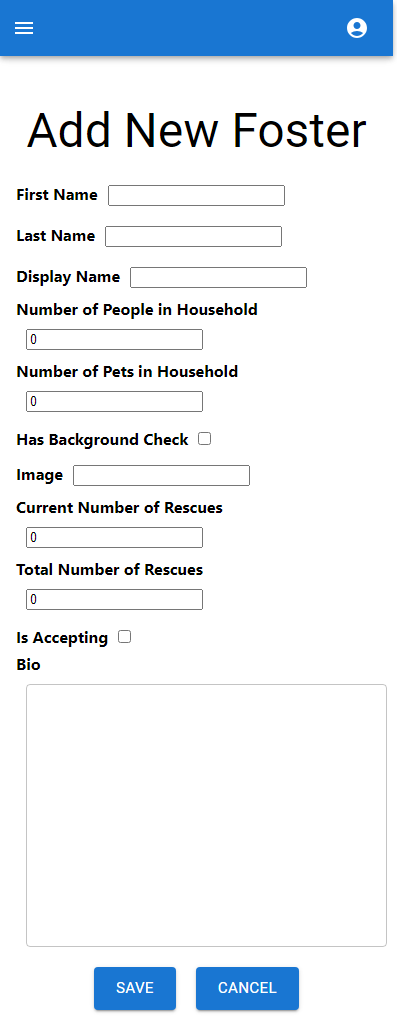 Add New Foster
First Name
Last Name
Display Name
Number of People in Household
0
Number of Pets in Household
0
Has Background Check
Image
Current Number of Rescues
0
Total Number of Rescues
0
Is Accepting
Bio
SAVE CANCEL